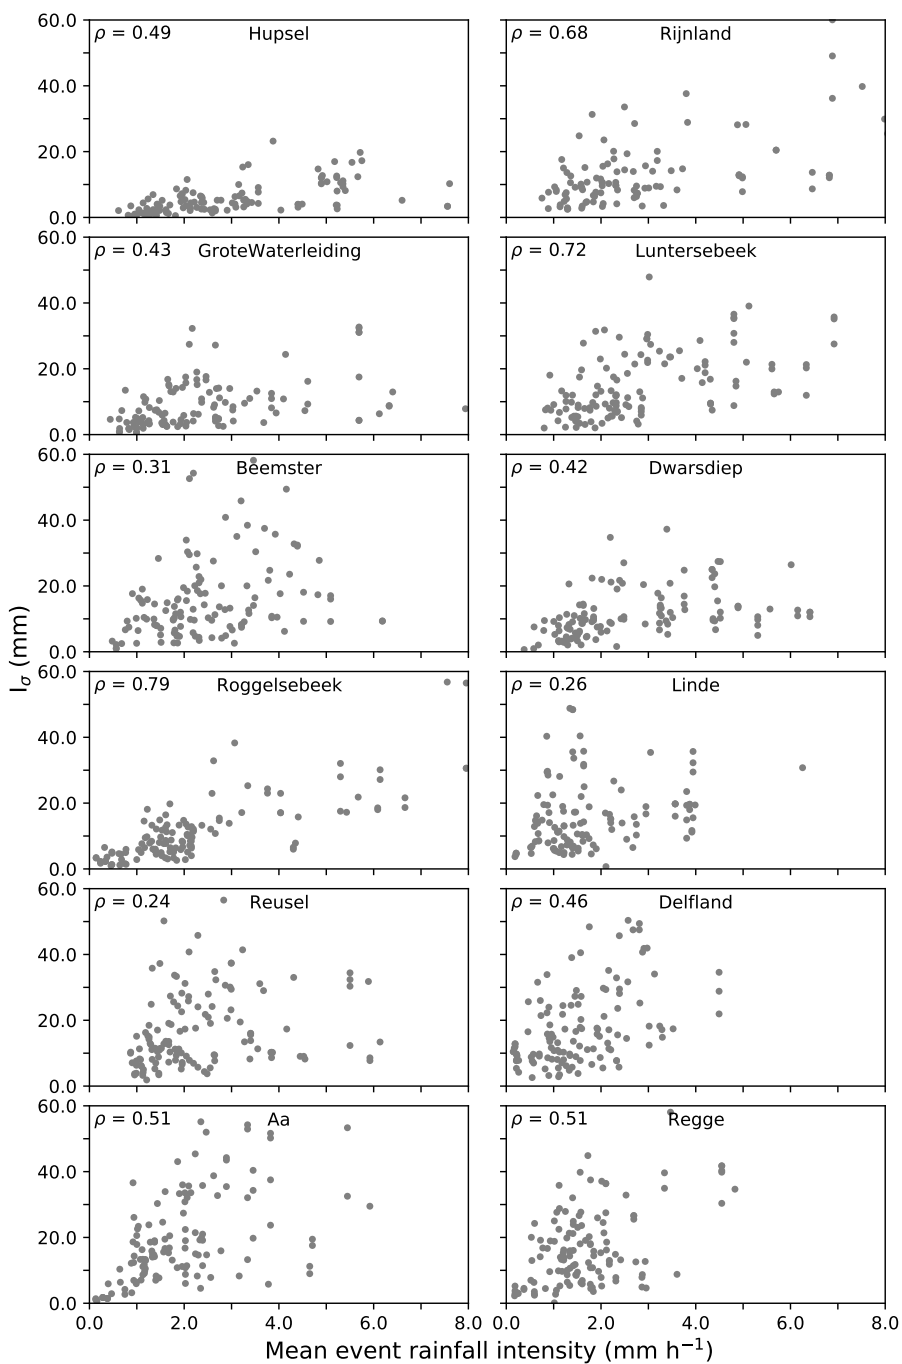 60.0 ρ = 0.49 Hupsel ρ = 0.68 Rijnland
40.0
20.0
0.0
60.0 ρ = 0.43 GroteWaterleiding ρ = 0.72 Luntersebeek
40.0
20.0
0.0
60.0 ρ = 0.31 Beemster ρ = 0.42 Dwarsdiep
40.0
20.0
0.0
I_σ (mm)
60.0 ρ = 0.79 Roggelsebeek ρ = 0.26 Linde
40.0
20.0
0.0
60.0 ρ = 0.24 Reusel ρ = 0.46 Delfland
40.0
20.0
0.0
60.0 ρ = 0.51 Aa ρ = 0.51 Regge
40.0
20.0
0.0
0.0 2.0 4.0 6.0 8.0 0.0 2.0 4.0 6.0 8.0
Mean event rainfall intensity (mm h⁻¹)